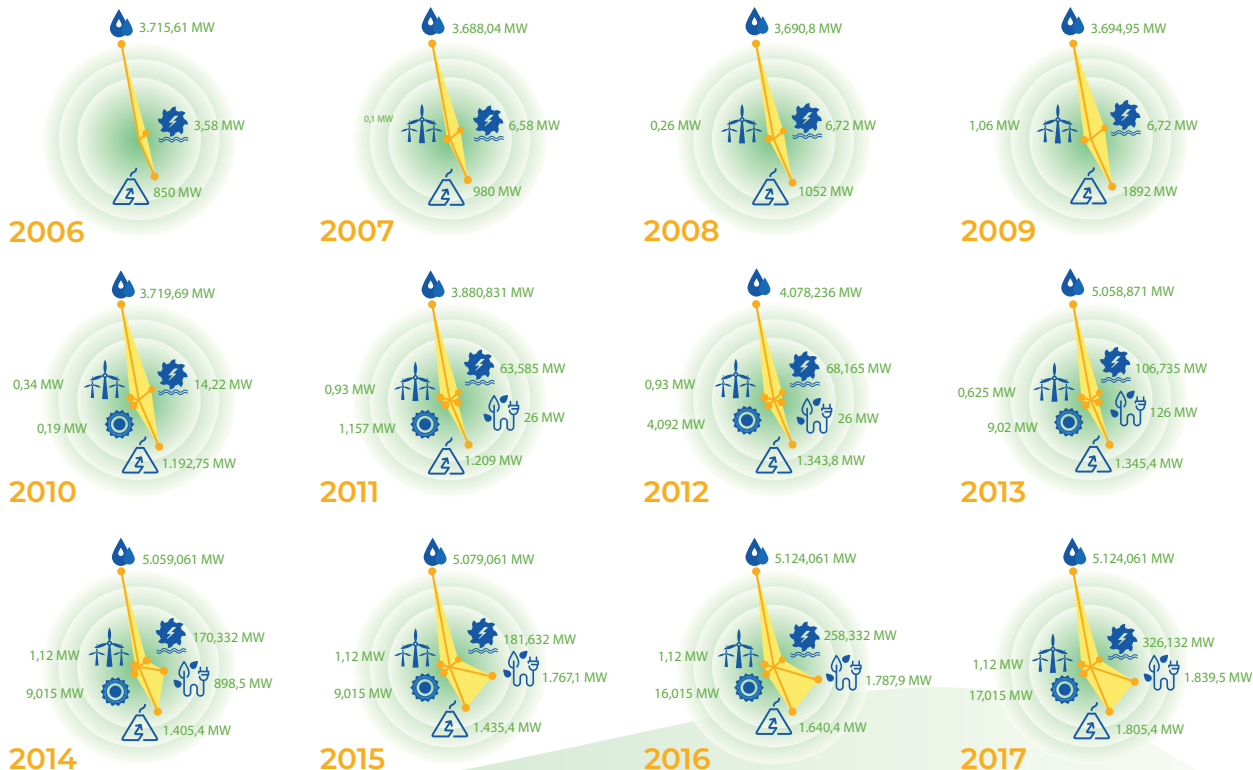 3.715,61 MW
3,58 MW
850 MW
2006
3.688,04 MW
0,1 MW
6,58 MW
980 MW
2007
3,690,8 MW
0,26 MW
6,72 MW
1052 MW
2008
3.694,95 MW
1,06 MW
6,72 MW
1892 MW
2009
3.719,69 MW
0,34 MW
14,22 MW
0,19 MW
1.192,75 MW
2010
3.880,831 MW
63,585 MW
0,93 MW
26 MW
1,157 MW
1.209 MW
2011
4.078,236 MW
68,165 MW
0,93 MW
26 MW
4,092 MW
1.343,8 MW
2012
5.058,871 MW
106,735 MW
0,625 MW
126 MW
9,02 MW
1.345,4 MW
2013
5.059,061 MW
170,332 MW
1,12 MW
898,5 MW
9,015 MW
1.405,4 MW
2014
5.079,061 MW
181,632 MW
1,12 MW
1.767,1 MW
9,015 MW
1.435,4 MW
2015
5.124,061 MW
258,332 MW
1,12 MW
1.787,9 MW
16,015 MW
1.640,4 MW
2016
5.124,061 MW
326,132 MW
1,12 MW
1.839,5 MW
17,015 MW
1.805,4 MW
2017